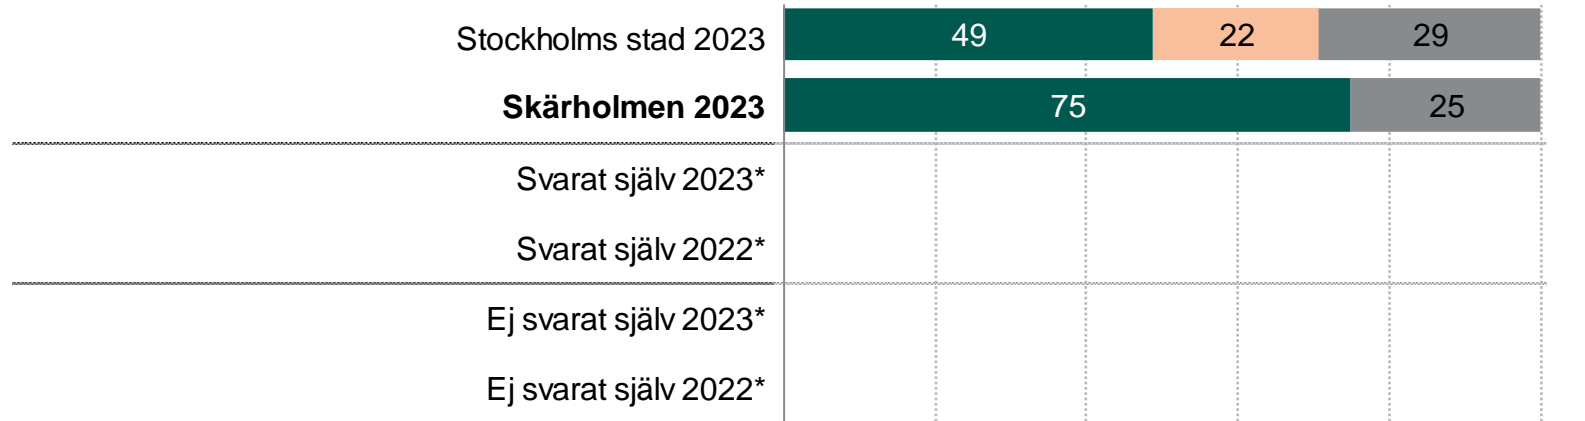 Stockholms stad 2023 49 22 29
Skärholmen 2023 75 25
Svarat själv 2023*
Svarat själv 2022*
Ej svarat själv 2023*
Ej svarat själv 2022*